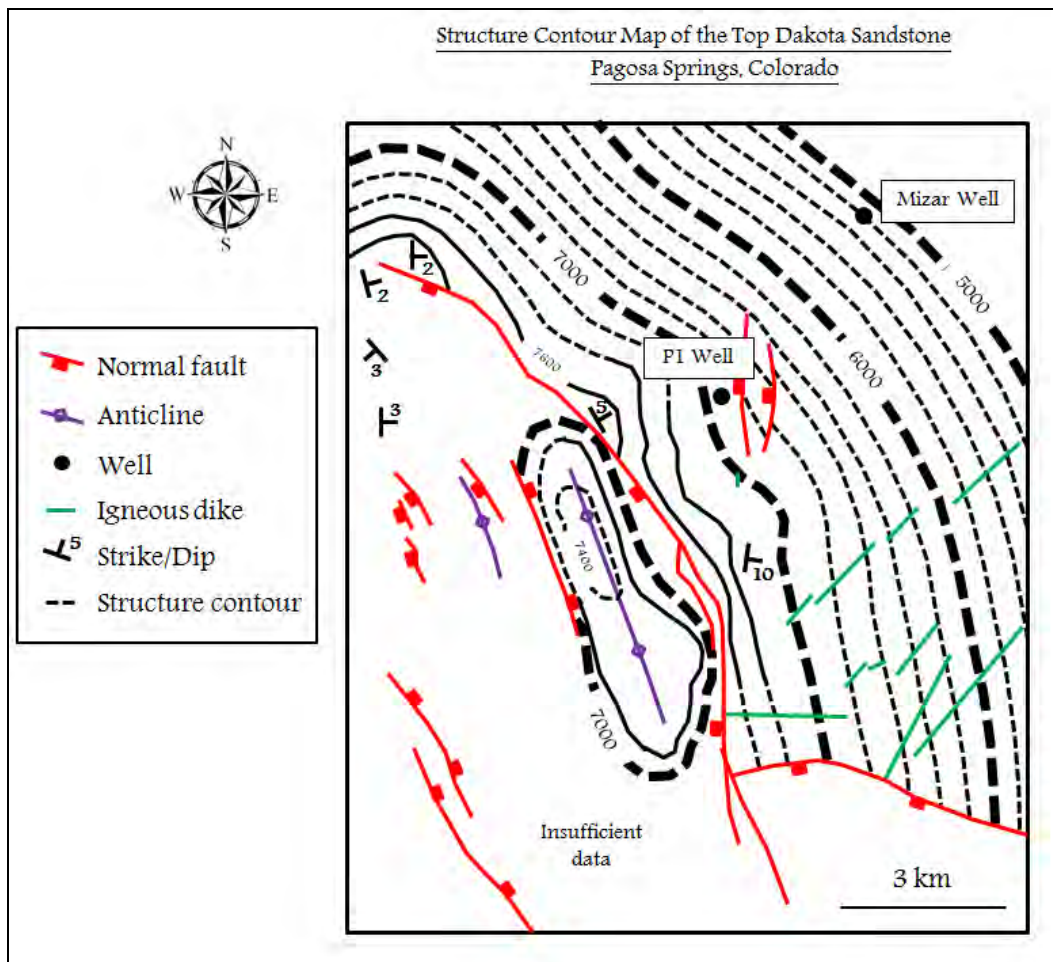 Structure Contour Map of the Top Dakota Sandstone
Pagosa Springs, Colorado
N
W E
S
Mizar Well
2
2
7000
5000
3
7600
P1 Well
6000
Normal fault
3
5
Anticline
Well
7400
Igneous dike
5 Strike/Dip
10
Structure contour
7000
Insufficient
data
3 km